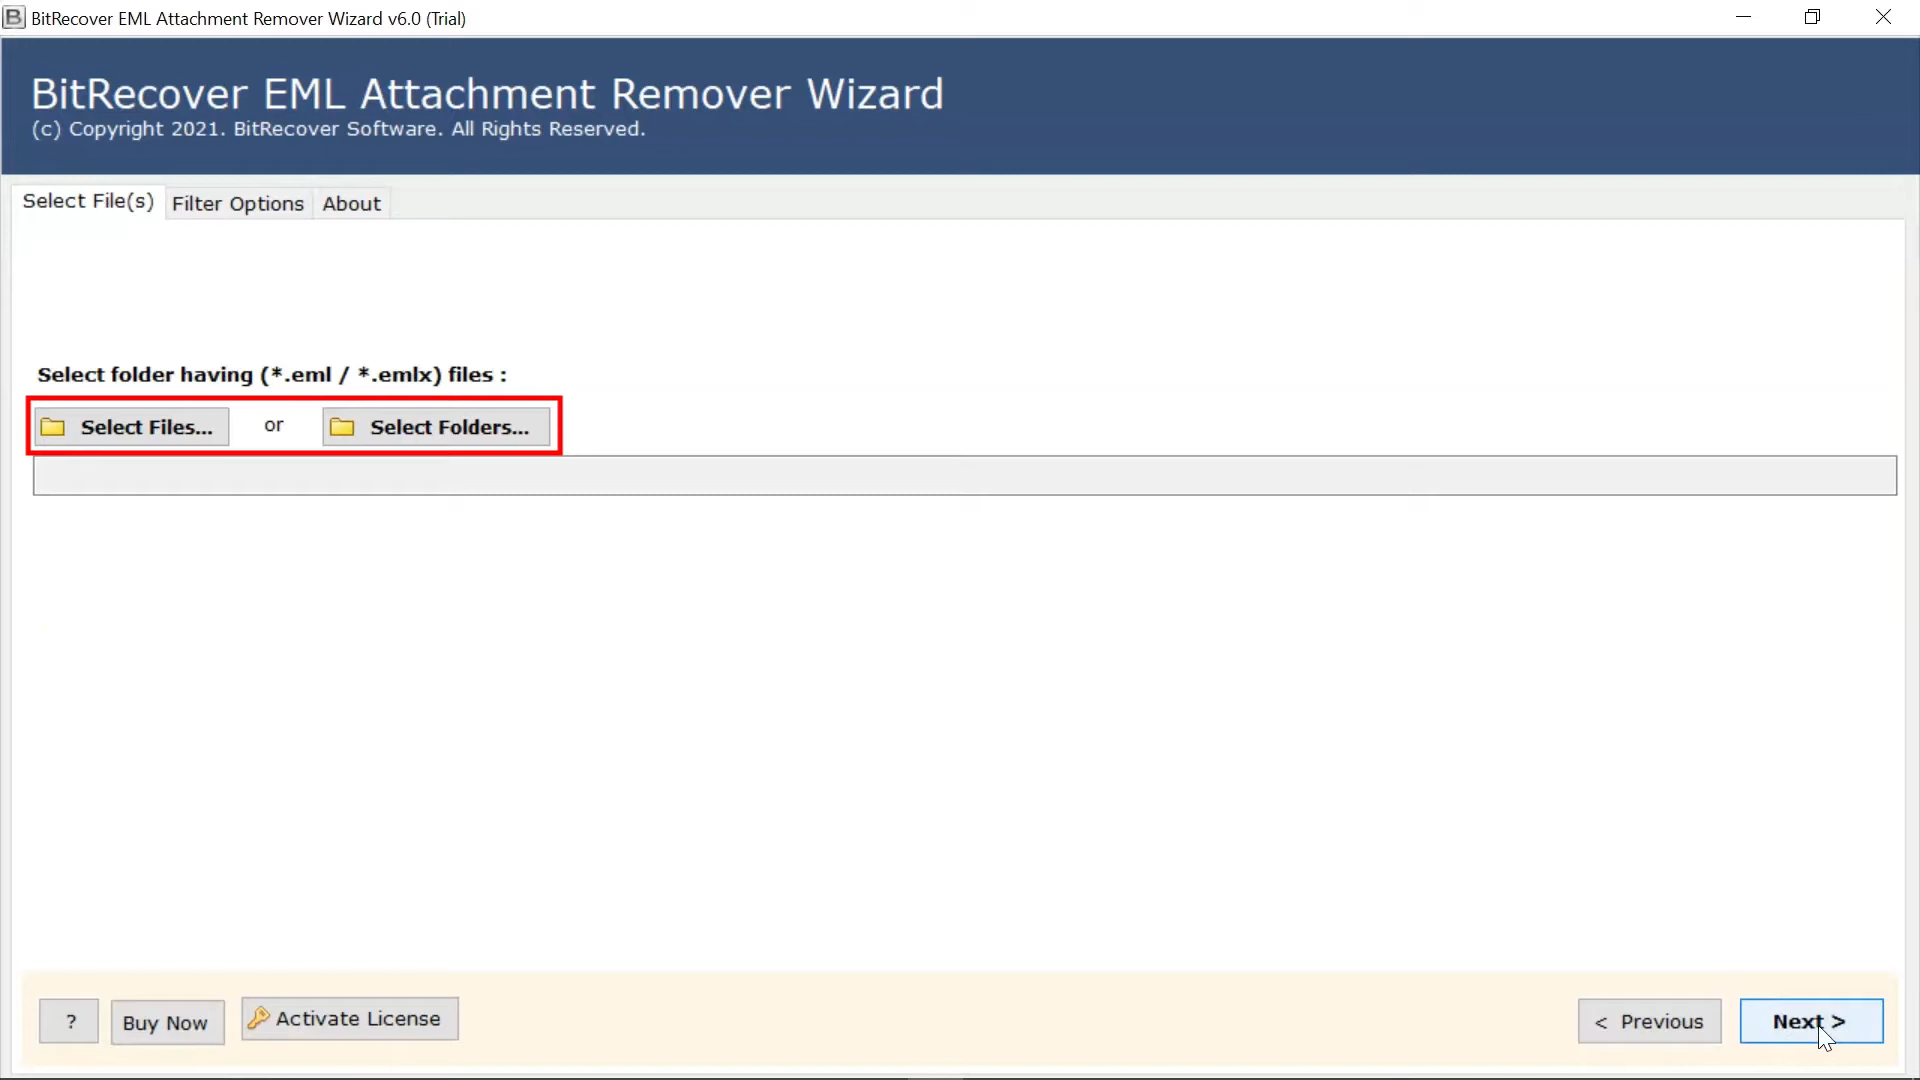 BitRecover EML Attachment Remover Wizard v6.0 (Trial)
BitRecover EML Attachment Remover Wizard
(c) Copyright 2021. BitRecover Software. All Rights Reserved.
Select File(s) Filter Options About
Select folder having (*.eml / *.emlx) files :
Select Files... or Select Folders...
? Buy Now Activate License < Previous Next >